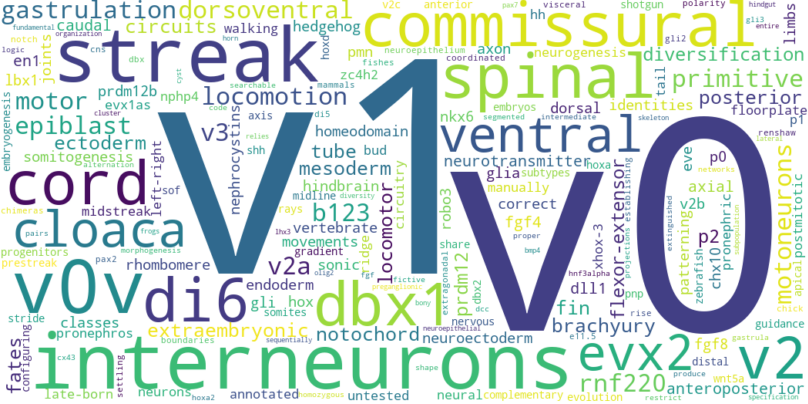 gastrulation
dorsoventral
v2c
anterior
pax7
visceral
shotgun
polarity
hindgut
fundamental
caudal
circuits
walking
hedgehog
hoxd
hh
gli3
entire
limbs
commissural
logic
organization
horn
streak
neuroepithelium
neurogenesis
gli2
notch
cns
dbx
pmn
axon
coordinated
diversification
joints
en1
cyst
fishes
zc4h2
spinal
tail
lbx1
prdm12b
nphp4
searchable
mammals
embryos
primitive
cluster
code
di5
dorsal
identities
motor
evx1as
locomotion
segmented
intermediate
skeleton
posterior
embryogenesis
epiblast
v3
axis
relies
homeodomain
nkx6
hoxa
p1
floorplate
ectoderm
nephrocystins
shh
tube
bud
ventral
eve
p0
renshaw
somitogenesis
alternation
mesoderm
neurotransmitter
lateral
cord
left-right
sof
hindbrain
circuitry
glia
subtypes
axial
networks
midstreak
midline
diversity
locomotor
robo3
manually
flexor-extensor
projections
establishing
v2b
postmitotic
chimeras
frogs
rays
b123
vertebrate
ridge
correct
patterning
p2
chx10
pronephric
motoneurons
cloaca
v1
v0
pairs
morphogenesis
movements
share
fgf4
extinguished
subpopulation
zebrafish
progenitors
pax2
lhx3
gradient
sonic
extragonadal
prdm12
proper
xhox-3
apical
prestreak
rhombomere
v2a
olig2
fgf
fictive
dbx2
bmp4
dll1
hnf3alpha
chick
v0v
di6
endoderm
preganglionic
dbx1
fin
pnp
gli
hox
bony
dcc
rise
stride
classes
somites
nervous
brachyury
guidance
pronephros
extraembryonic
notochord
neuroepithelial
neuroectoderm
e11.5
fgf8
gastrula
fates
configuring
boundaries
sequentially
distal
interneurons
evx2
v2
cx43
shape
rnf220
wnt5a
anteroposterior
settling
neurons
hoxa2
produce
late-born
annotated
homozygous
untested
neural
complementary
evolution
restrict
specification